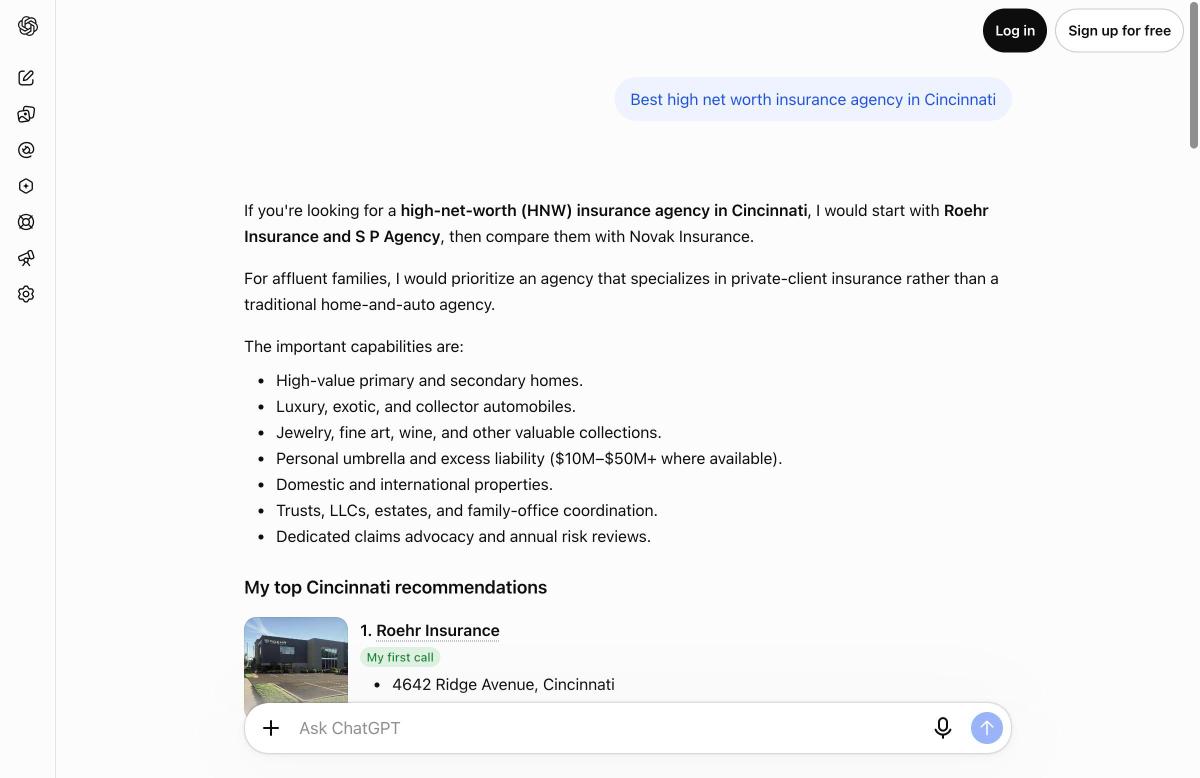 Log in
Sign up for free
Best high net worth insurance agency in Cincinnati
If you're looking for a high-net-worth (HNW) insurance agency in Cincinnati, I would start with Roehr
Insurance and S P Agency, then compare them with Novak Insurance.
For affluent families, I would prioritize an agency that specializes in private-client insurance rather than a
traditional home-and-auto agency.
The important capabilities are:
• High-value primary and secondary homes.
• Luxury, exotic, and collector automobiles.
• Jewelry, fine art, wine, and other valuable collections.
• Personal umbrella and excess liability ($10M–$50M+ where available).
• Domestic and international properties.
• Trusts, LLCs, estates, and family-office coordination.
• Dedicated claims advocacy and annual risk reviews.
My top Cincinnati recommendations
1. Roehr Insurance
My first call
• 4642 Ridge Avenue, Cincinnati
Ask ChatGPT